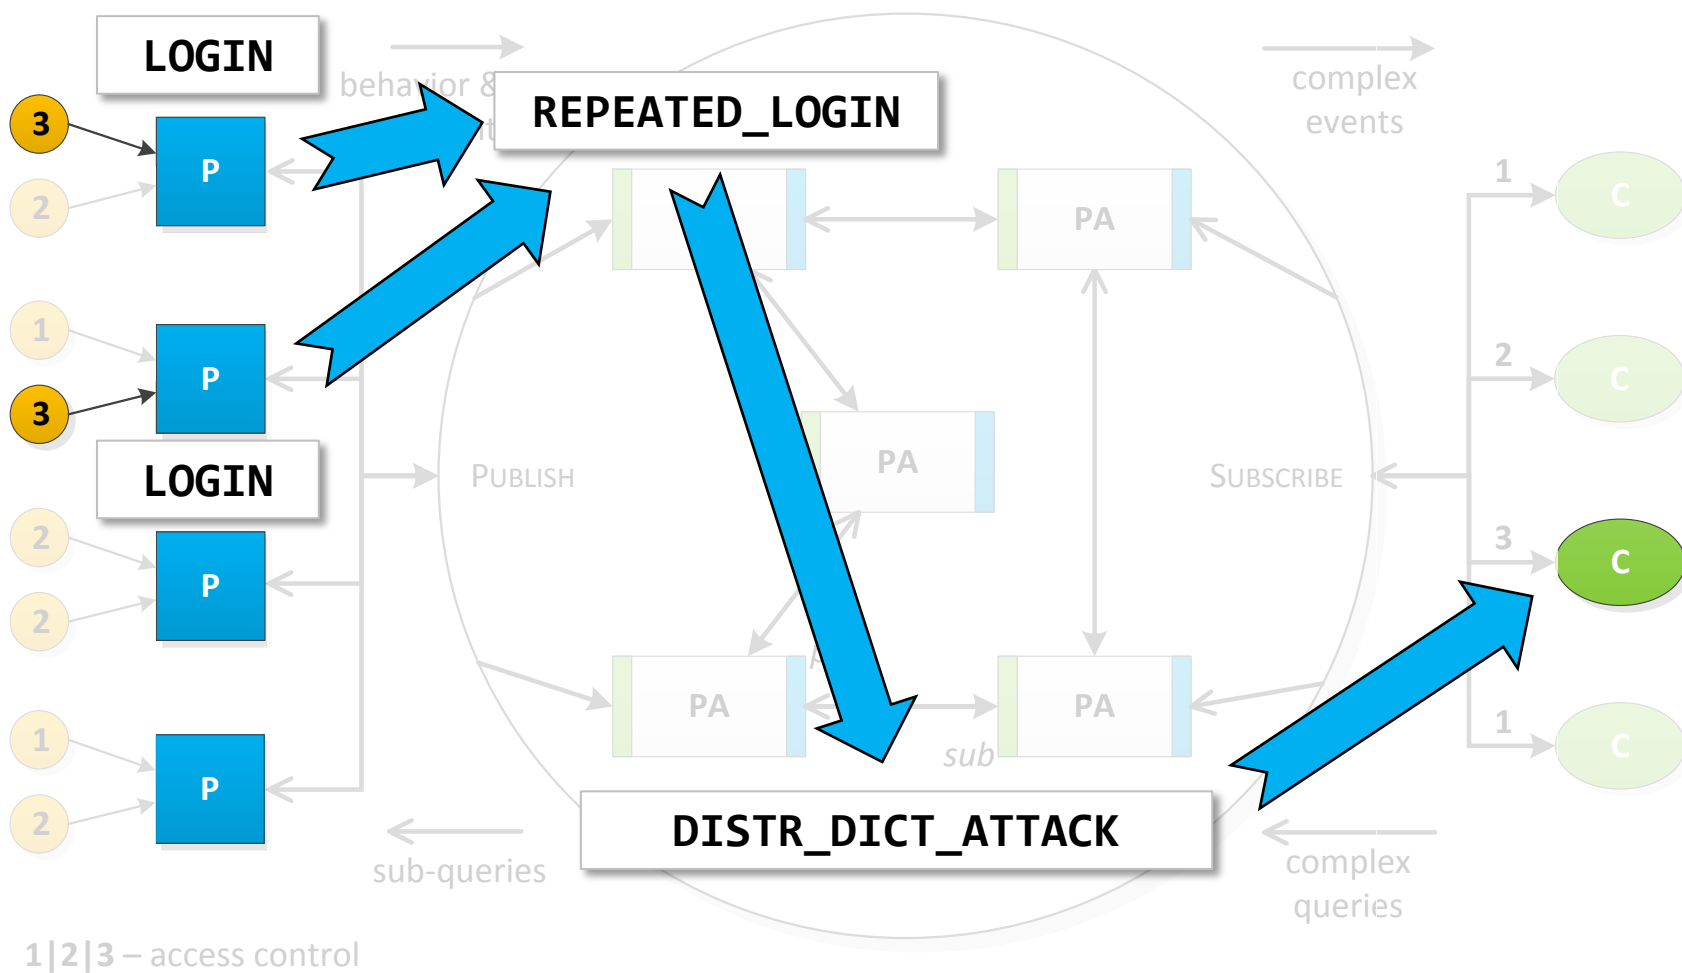 LOGIN
behavior &
REPEATED_LOGIN
complex
events
3
P
2
1
P
3
LOGIN
2
P
2
1
P
2
PA
PA
PA
PA
PUBLISH
SUBSCRIBE
sub
1
C
2
C
3
C
1
C
DISTR_DICT_ATTACK
sub-queries
complex
queries
1|2|3 – access control